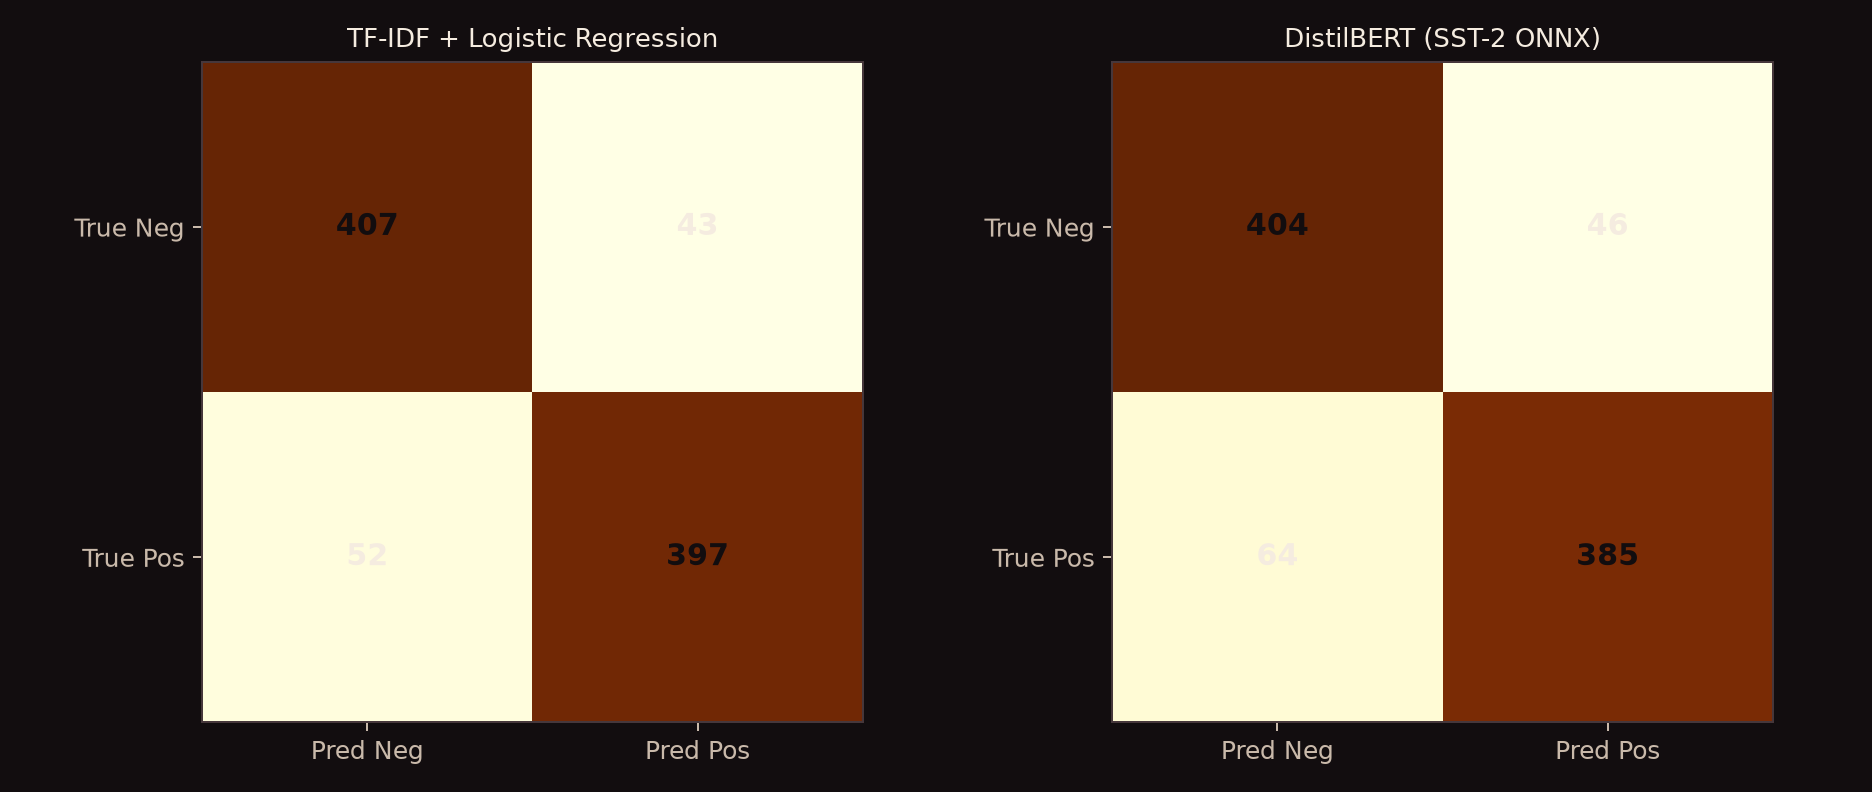 TF-IDF + Logistic Regression
True Neg
407
43
True Pos
52
397
Pred Neg
Pred Pos
DistilBERT (SST-2 ONNX)
True Neg
404
46
True Pos
64
385
Pred Neg
Pred Pos